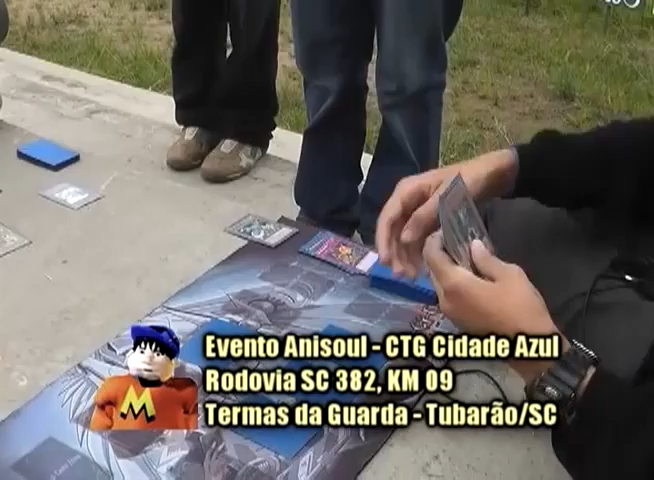 Evento Anisoul - CTG Cidade Azul
Rodovia SC 382, KM 09
Termas da Guarda - Tubarão/SC
M